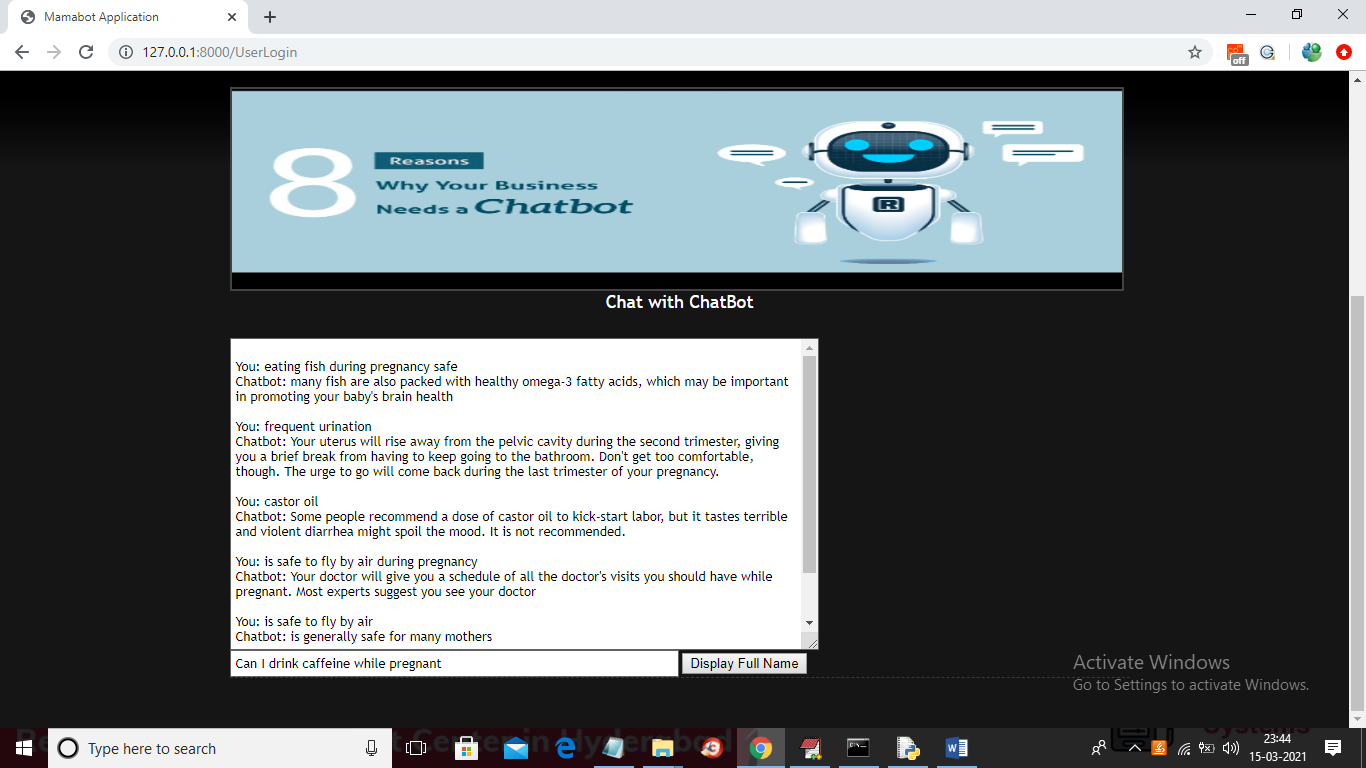 Mamabot Application
127.0.0.1:8000/UserLogin
off
8
Reasons
Why Your Business
Needs a Chatbot
R
Chat with ChatBot
You: eating fish during pregnancy safe
Chatbot: many fish are also packed with healthy omega-3 fatty acids, which may be important
in promoting your baby's brain health
You: frequent urination
Chatbot: Your uterus will rise away from the pelvic cavity during the second trimester, giving
you a brief break from having to keep going to the bathroom. Don't get too comfortable,
though. The urge to go will come back during the last trimester of your pregnancy.
You: castor oil
Chatbot: Some people recommend a dose of castor oil to kick-start labor, but it tastes terrible
and violent diarrhea might spoil the mood. It is not recommended.
You: is safe to fly by air during pregnancy
Chatbot: Your doctor will give you a schedule of all the doctor's visits you should have while
pregnant. Most experts suggest you see your doctor
You: is safe to fly by air
Chatbot: is generally safe for many mothers
Can I drink caffeine while pregnant
Display Full Name
Activate Windows
Go to Settings to activate Windows.
Type here to search
23:44
15-03-2021